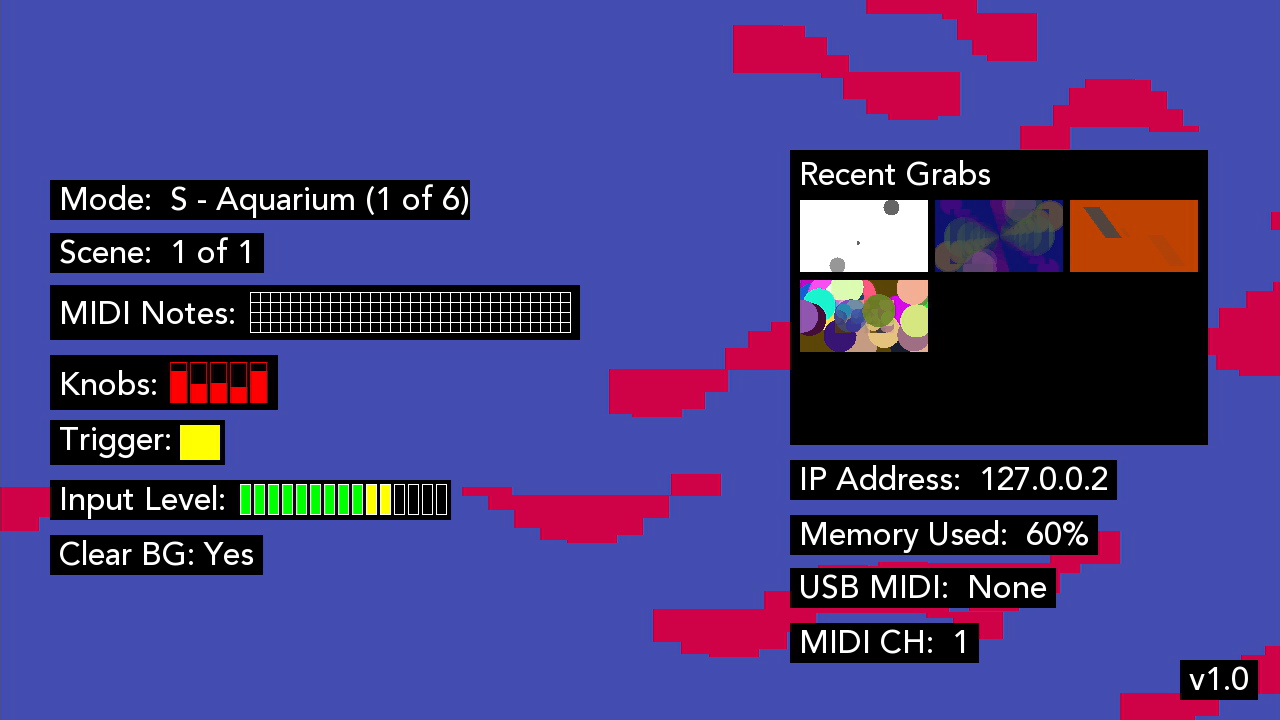 Mode:  S - Aquarium (1 of 6)
Scene:  1 of 1
MIDI Notes:
Knobs:
Trigger:
Input Level:
Clear BG: Yes
Recent Grabs
IP Address:  127.0.0.2
Memory Used:  60%
USB MIDI:  None
MIDI CH:  1
v1.0